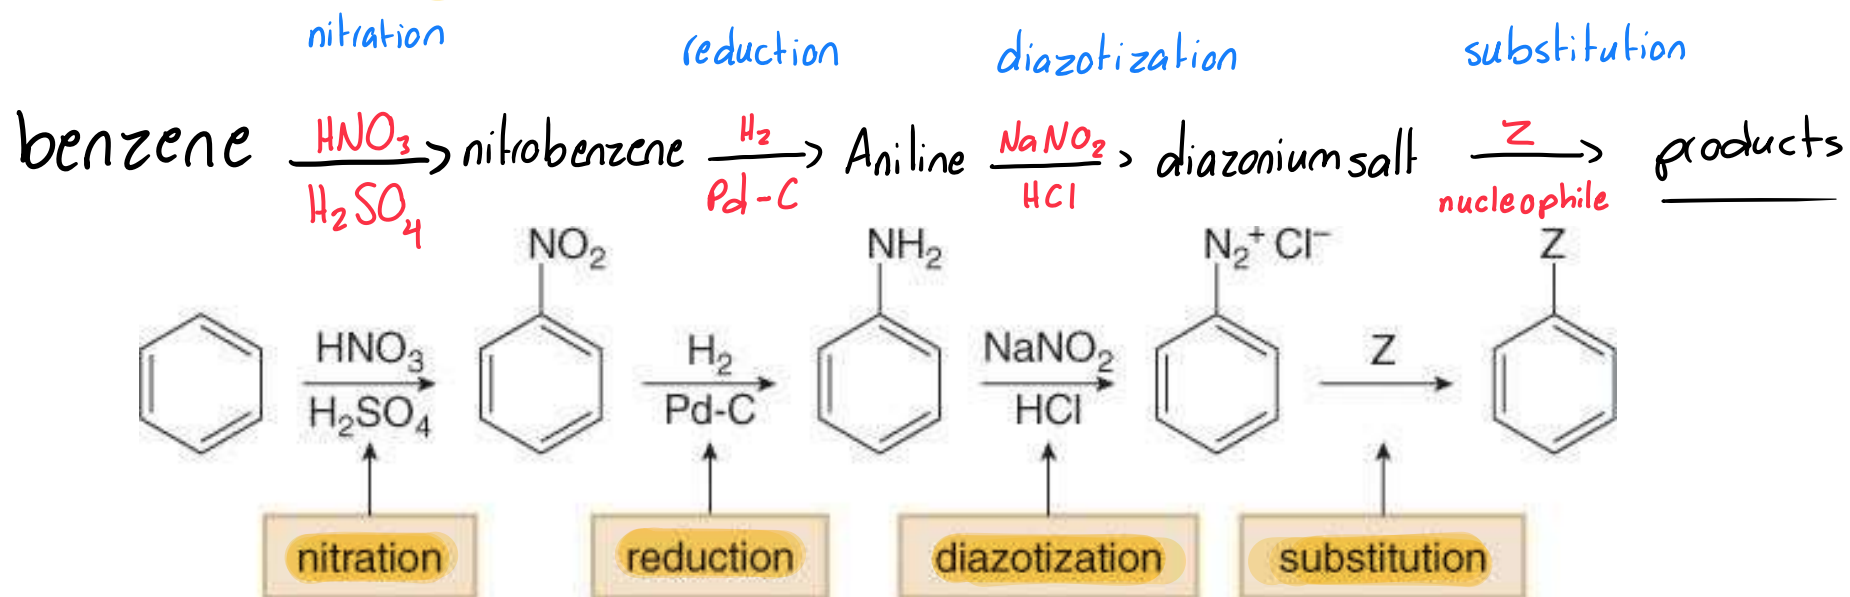 nitration reduction diazotization substitution
benzene HNO₃ H₂SO₄ > nitrobenzene H₂ Pd-C > Aniline NaNO₂ HCl > diazonium salt Z nucleophile > products
NO₂ NH₂ N₂⁺ Cl⁻ Z
HNO₃ H₂ NaNO₂ Z
H₂SO₄ Pd-C HCl
nitration reduction diazotization substitution